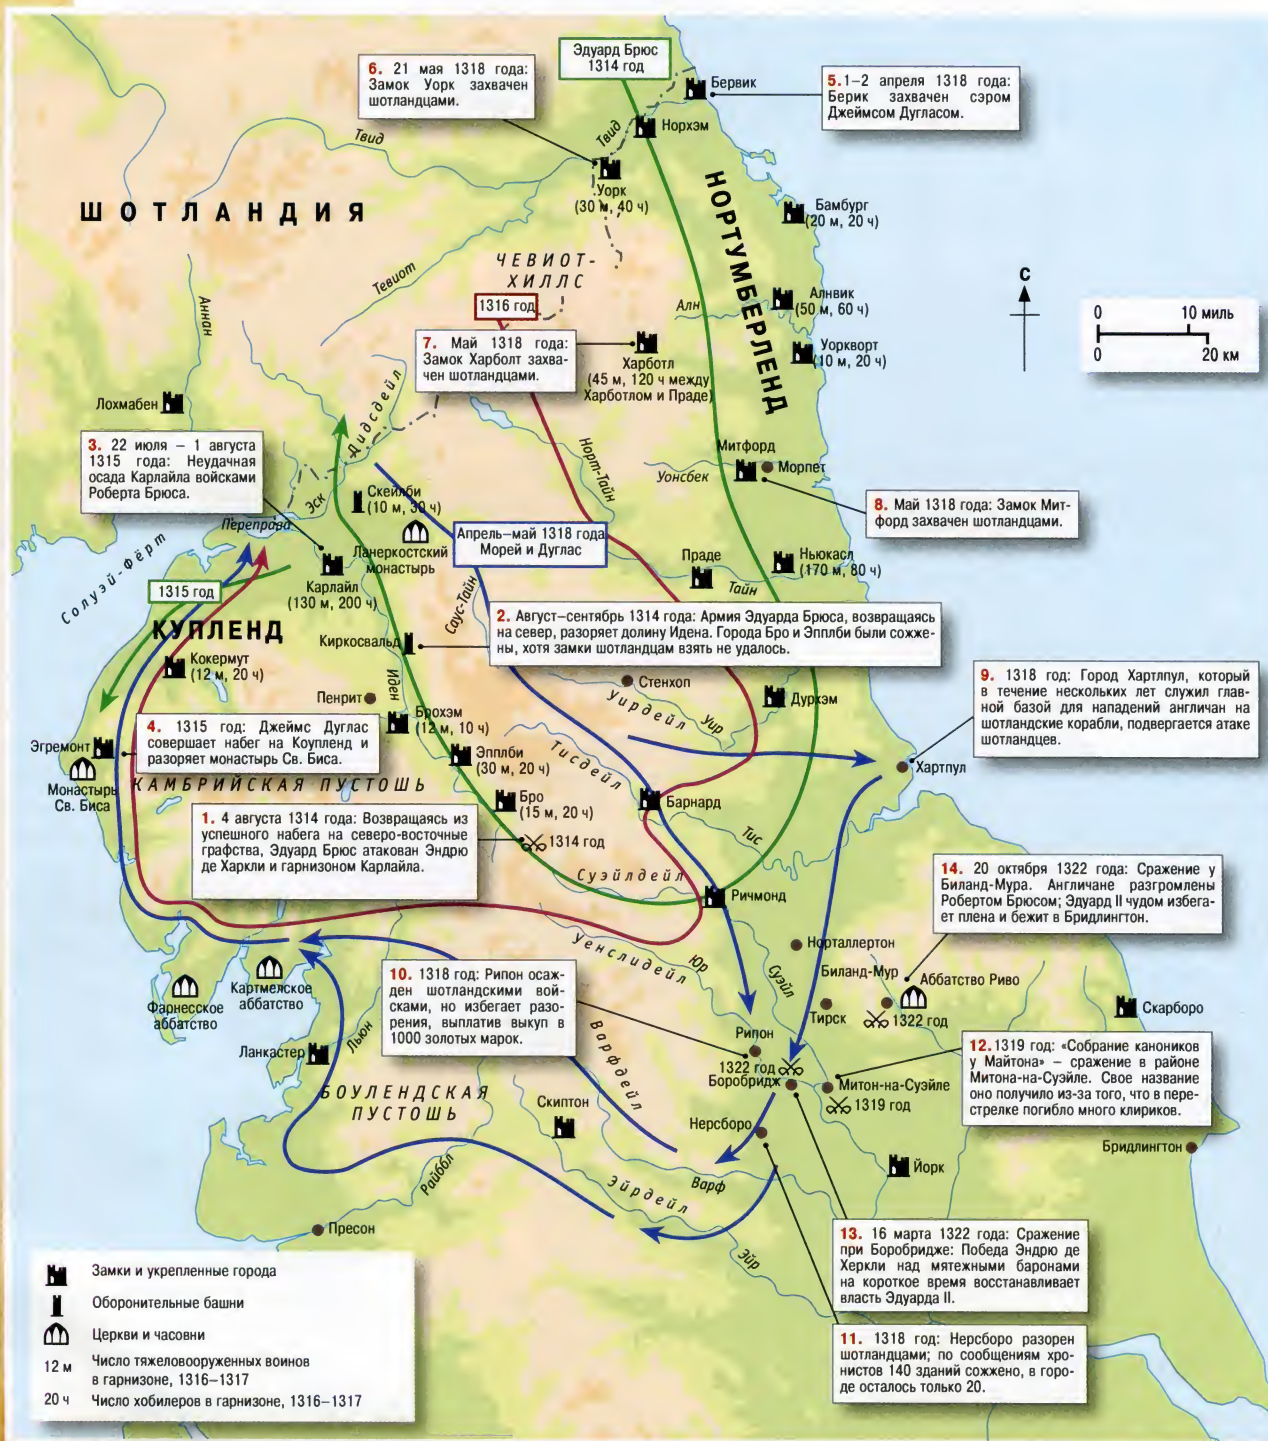 Эдуард Брюс
1314 год
6. 21 мая 1318 года:
Замок Уорк захвачен
шотландцами.
Бервик
5.1–2 апреля 1318 года:
Берик захвачен сэром
Джеймсом Дугласом.
Норхэм
Твид
Твид
Уорк
(30 м, 40 ч)
ШОТЛАНДИЯ
НОРТУМБЕРЛЕНД
Бамбург
(20 м, 20 ч)
ЧЕВИОТ-
ХИЛЛС
Тевиот
Аннан
1316 год
Алн
Алнвик
(50 м, 60 ч)
С
0 10 миль
0 20 км
7. Май 1318 года:
Замок Харболт захва-
чен шотландцами.
Харботл
(45 м, 120 ч между
Харботлом и Праде)
Уоркворт
(10 м, 20 ч)
Лохмабен
Дидсдейл
3. 22 июля – 1 августа
1315 года: Неудачная
осада Карлайла войсками
Роберта Брюса.
Норт-Тайн
Митфорд
Морпет
Уонсбек
Эск
Скейлби
(10 м, 30 ч)
8. Май 1318 года: Замок Мит-
форд захвачен шотландцами.
Переправа
Ланеркостский
монастырь
Апрель–май 1318 года
Морей и Дуглас
Солуэй-Фёрт
Праде
Ньюкасл
(170 м, 80 ч)
Тайн
1315 год
Карлайл
(130 м, 200 ч)
Саус-Тайн
КУПЛЕНД
2. Август–сентябрь 1314 года: Армия Эдуарда Брюса, возвращаясь
на север, разоряет долину Идена. Города Бро и Эпплби были сожже-
ны, хотя замки шотландцам взять не удалось.
Киркосвальд
Кокермут
(12 м, 20 ч)
Иден
Стенхоп
Уирдейл
Уир
Дуркэм
9. 1318 год: Город Хартлпул, который
в течение нескольких лет служил глав-
ной базой для нападений англичан на
шотландские корабли, подвергается атаке
шотландцев.
Пенрит
Брохэм
(12 м, 10 ч)
4. 1315 год: Джеймс Дуглас
совершает набег на Коупленд и
разоряет монастырь Св. Биса.
Эгремонт
Монастырь
Св. Биса
Эпплби
(30 м, 20 ч)
Тисдейл
Хартпул
КАМБРИЙСКАЯ ПУСТОШЬ
Бро
(15 м, 20 ч)
Барнард
Тис
1. 4 августа 1314 года: Возвращаясь из
успешного набега на северо-восточные
графства, Эдуард Брюс атакован Эндрю
де Харкли и гарнизоном Карлайла.
1314 год
Суэйлдейл
Ричмонд
14. 20 октября 1322 года: Сражение у
Биланд-Мура. Англичане разгромлены
Робертом Брюсом; Эдуард II чудом избега-
ет плена и бежит в Бридлингтон.
Уенслидейл
Юр
Суэйл
Норталлертон
Биланд-Мур
Аббатство Риво
Тирск
1322 год
Скарборо
Фарнесское
аббатство
Картмелское
аббатство
10. 1318 год: Рипон осаж-
ден шотландскими вой-
сками, но избегает разо-
рения, выплатив выкуп в
1000 золотых марок.
Ланкастер
Льюн
Варфдейл
Рипон
1322 год
Боробридж
Митон-на-Суэйле
1319 год
12. 1319 год: «Собрание каноников
у Майтона» – сражение в районе
Митона-на-Суэйле. Свое название
оно получило из-за того, что в пере-
стрелке погибло много клириков.
БОУЛЕНДСКАЯ
ПУСТОШЬ
Скиптон
Нерсборо
Бридлингтон
Йорк
Райббл
Эйрдейл
Варф
Пресон
Эйр
13. 16 марта 1322 года: Сражение
при Боробридже: Победа Эндрю де
Херкли над мятежными баронами
на короткое время восстанавливает
власть Эдуарда II.
11. 1318 год: Нерсборо разорен
шотландцами; по сообщениям хро-
нистов 140 зданий сожжено, в горо-
де осталось только 20.
Замки и укрепленные города
Оборонительные башни
Церкви и часовни
12 м Число тяжеловооруженных воинов
в гарнизоне, 1316–1317
20 ч Число хобилеров в гарнизоне, 1316–1317